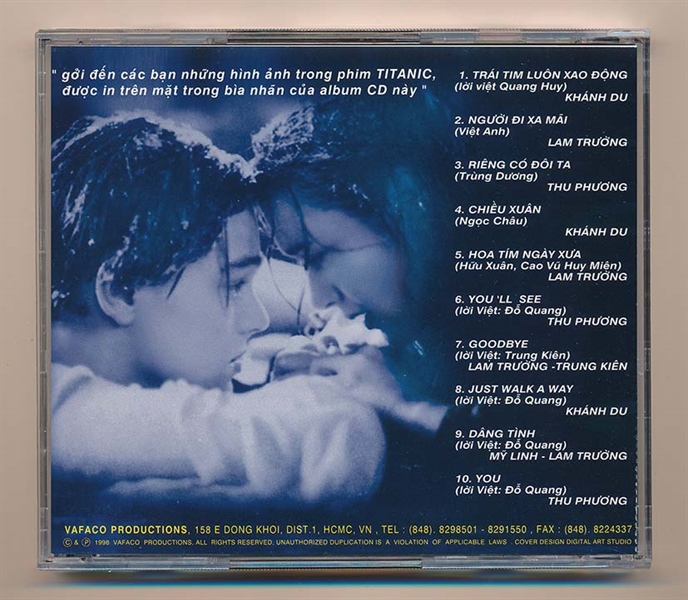 " gởi đến các bạn những hình ảnh trong phim TITANIC,
được in trên mặt trong bìa nhãn của album CD này "
1. TRÁI TIM LUÔN XAO ĐỘNG
(lời việt Quang Huy)
KHÁNH DU
2. NGƯỜI ĐI XA MÃI
(Việt Anh)
LAM TRƯỜNG
3. RIÊNG CÓ ĐÔI TA
(Trùng Dương)
THU PHƯƠNG
4. CHIỀU XUÂN
(Ngọc Châu)
KHÁNH DU
5. HOA TÍM NGÀY XƯA
(Hữu Xuân, Cao Vũ Huy Miên)
LAM TRƯỜNG
6. YOU 'LL SEE
(lời Việt: Đỗ Quang)
THU PHƯƠNG
7. GOODBYE
(lời Việt: Trung Kiên)
LAM TRƯỜNG -TRUNG KIÊN
8. JUST WALK A WAY
(lời Việt: Đỗ Quang)
KHÁNH DU
9. DÂNG TÌNH
(lời Việt: Đỗ Quang)
MỸ LINH - LAM TRƯỜNG
10. YOU
(lời Việt: Đỗ Quang)
THU PHƯƠNG
VAFACO PRODUCTIONS, 158 E DONG KHOI, DIST.1, HCMC, VN , TEL : (848). 8298501 - 8291550 , FAX : (848). 8224337
© & ℗ 1998 VAFACO PRODUCTIONS. ALL RIGHTS RESERVED, UNAUTHORIZED DUPLICATION IS A VIOLATION OF APPLICABLE LAWS . COVER DESIGN DIGITAL ART STUDIO